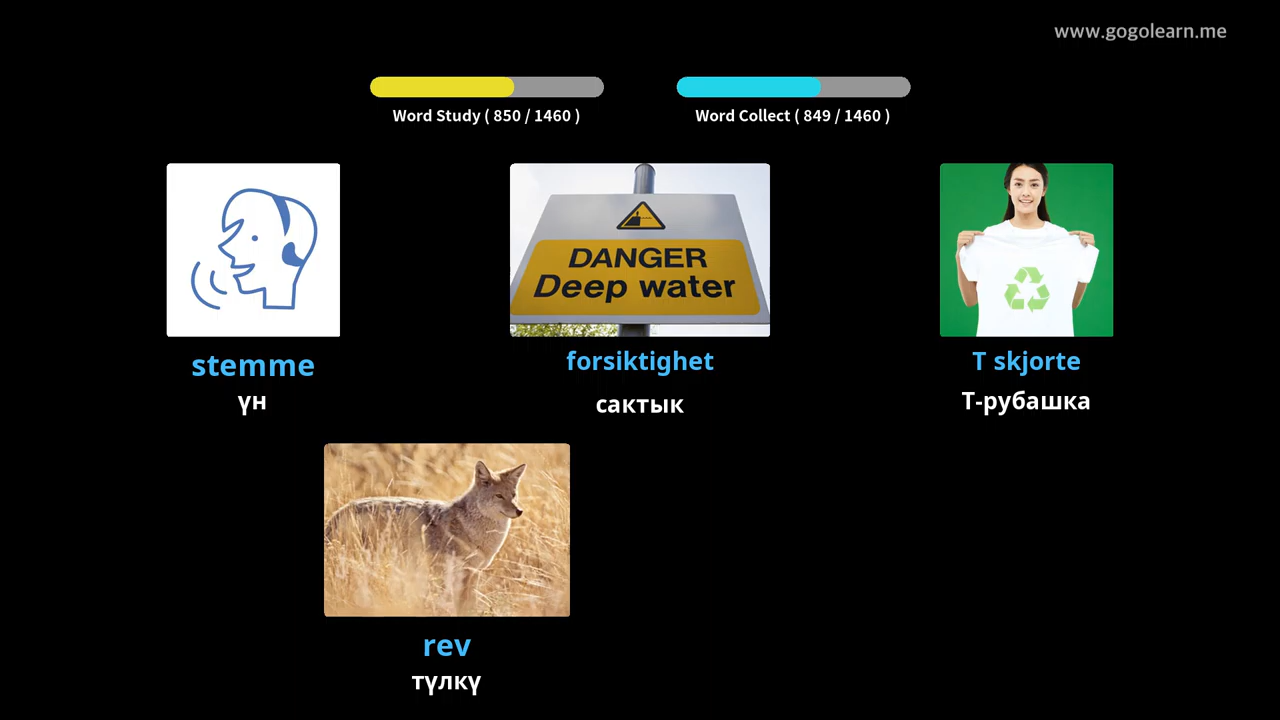 www.gogolearn.me
Word Study ( 850 / 1460 )
Word Collect ( 849 / 1460 )
DANGER
Deep water
stemme
үн
forsiktighet
сактык
T skjorte
Т-рубашка
rev
түлкү